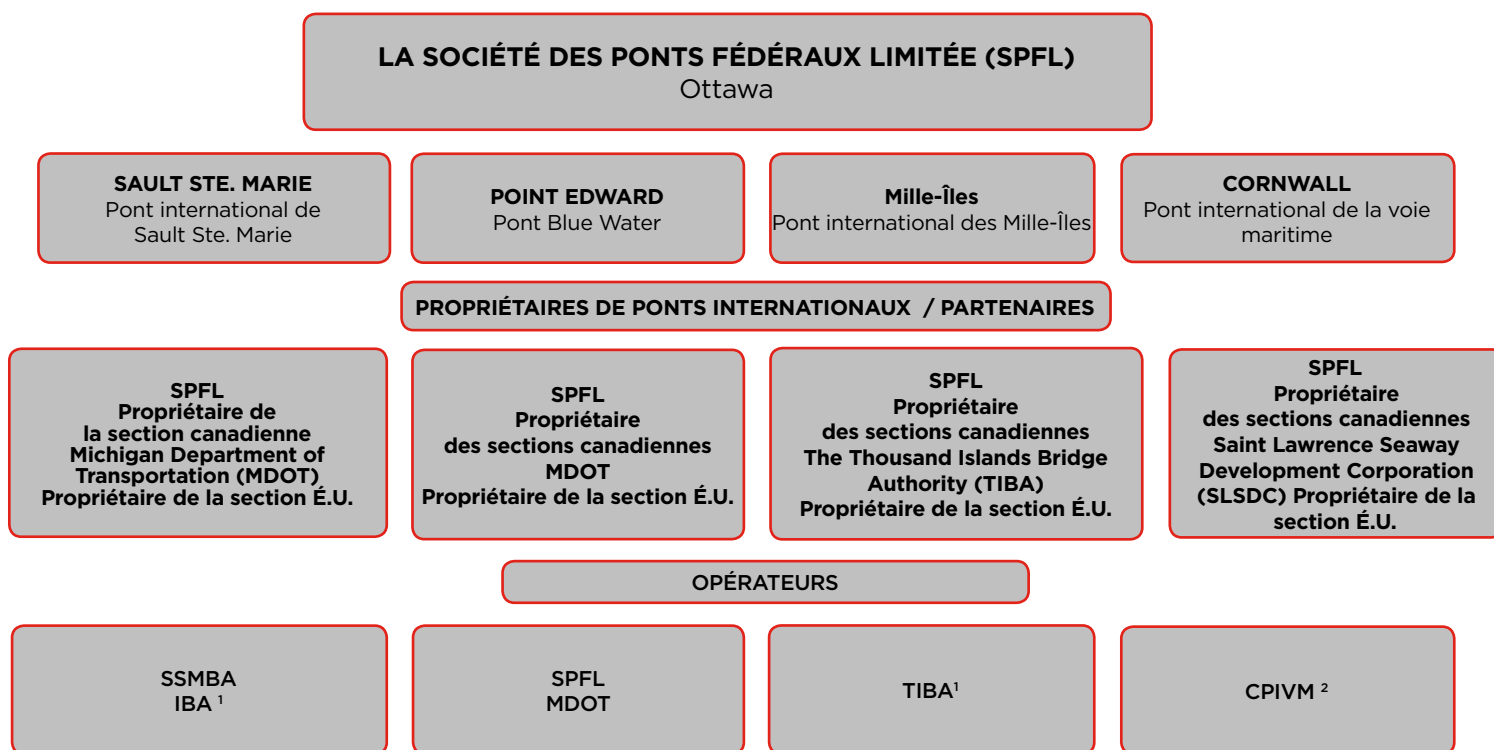 LA SOCIÉTÉ DES PONTS FÉDÉRAUX LIMITÉE (SPFL)
Ottawa
SAULT STE. MARIE
Pont international de
Sault Ste. Marie
POINT EDWARD
Pont Blue Water
Mille-Îles
Pont international des Mille-Îles
CORNWALL
Pont international de la voie
maritime
PROPRIÉTAIRES DE PONTS INTERNATIONAUX / PARTENAIRES
SPFL
Propriétaire de
la section canadienne
Michigan Department of
Transportation (MDOT)
Propriétaire de la section É.U.
SPFL
Propriétaire
des sections canadiennes
MDOT
Propriétaire de la section É.U.
SPFL
Propriétaire
des sections canadiennes
The Thousand Islands Bridge
Authority (TIBA)
Propriétaire de la section É.U.
SPFL
Propriétaire
des sections canadiennes
Saint Lawrence Seaway
Development Corporation
(SLSDC) Propriétaire de la
section É.U.
OPÉRATEURS
SSMBA
IBA ¹
SPFL
MDOT
TIBA¹
CPIVM ²